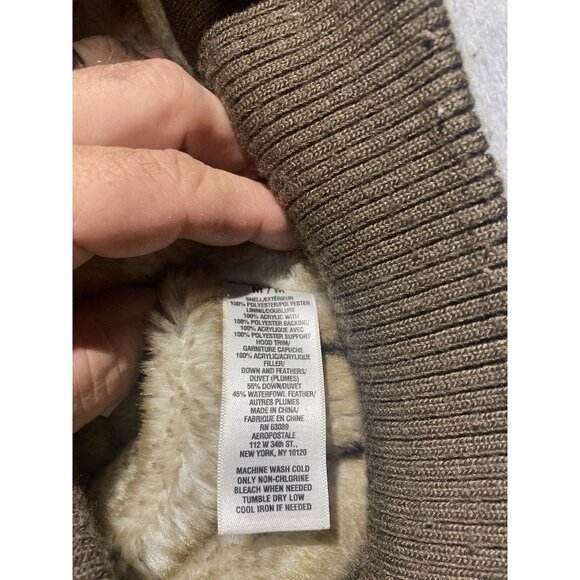 M / M
SHELL/EXTÉRIEUR
100% POLYESTER/POLYESTER
LINING/DOUBLURE
100% ACRYLIC WITH
100% POLYESTER BACKING/
100% ACRYLIQUE AVEC
100% POLYESTER SUPPORT
HOOD TRIM/
GARNITURE CAPUCHE
100% ACRYLIC/ACRYLIQUE
FILLER/
DOWN AND FEATHERS/
DUVET (PLUMES)
55% DOWN/DUVET
45% WATERFOWL FEATHER/
AUTRES PLUMES
MADE IN CHINA/
FABRIQUE EN CHINE
RN 63089
AEROPOSTALE
112 W 34th ST.,
NEW YORK, NY 10120
MACHINE WASH COLD
ONLY NON-CHLORINE
BLEACH WHEN NEEDED
TUMBLE DRY LOW
COOL IRON IF NEEDED